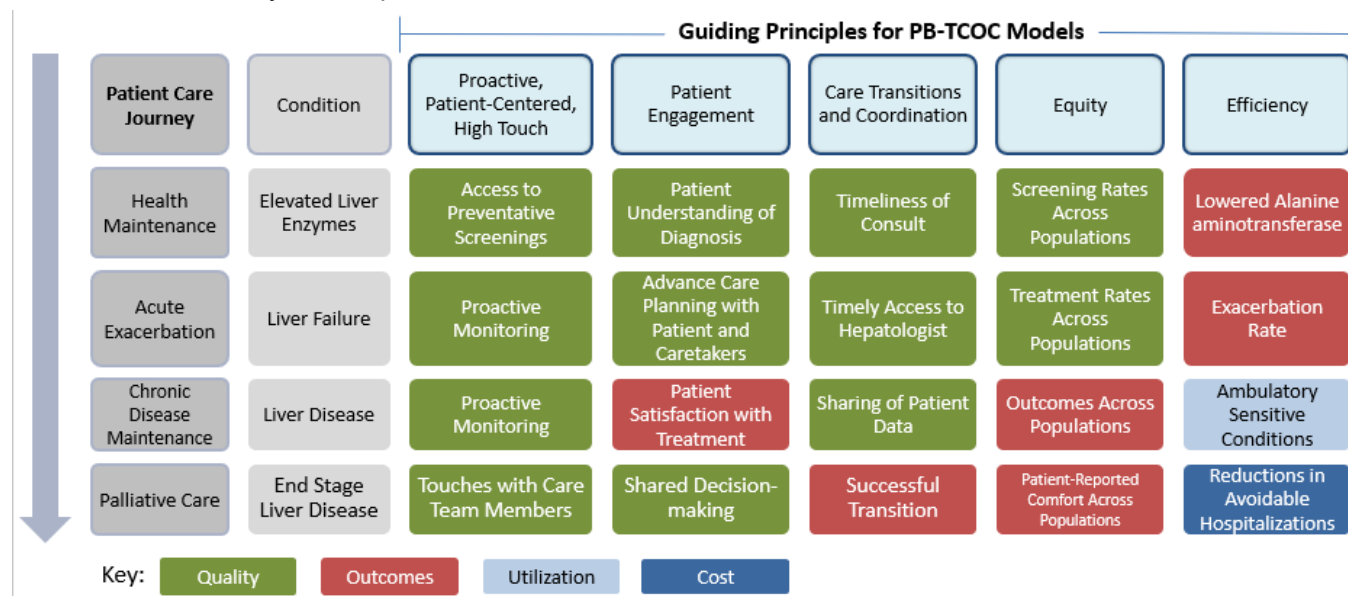 Guiding Principles for PB-TCOC Models
Patient Care
Journey
Condition
Proactive,
Patient-Centered,
High Touch
Patient
Engagement
Care Transitions
and Coordination
Equity
Efficiency
Health
Maintenance
Elevated Liver
Enzymes
Access to
Preventative
Screenings
Patient
Understanding of
Diagnosis
Timeliness of
Consult
Screening Rates
Across
Populations
Lowered Alanine
aminotransferase
Acute
Exacerbation
Liver Failure
Proactive
Monitoring
Advance Care
Planning with
Patient and
Caretakers
Timely Access to
Hepatologist
Treatment Rates
Across
Populations
Exacerbation
Rate
Chronic
Disease
Maintenance
Liver Disease
Proactive
Monitoring
Patient
Satisfaction with
Treatment
Sharing of Patient
Data
Outcomes Across
Populations
Ambulatory
Sensitive
Conditions
Palliative Care
End Stage
Liver Disease
Touches with Care
Team Members
Shared Decision-
making
Successful
Transition
Patient-Reported
Comfort Across
Populations
Reductions in
Avoidable
Hospitalizations
Key:
Quality
Outcomes
Utilization
Cost